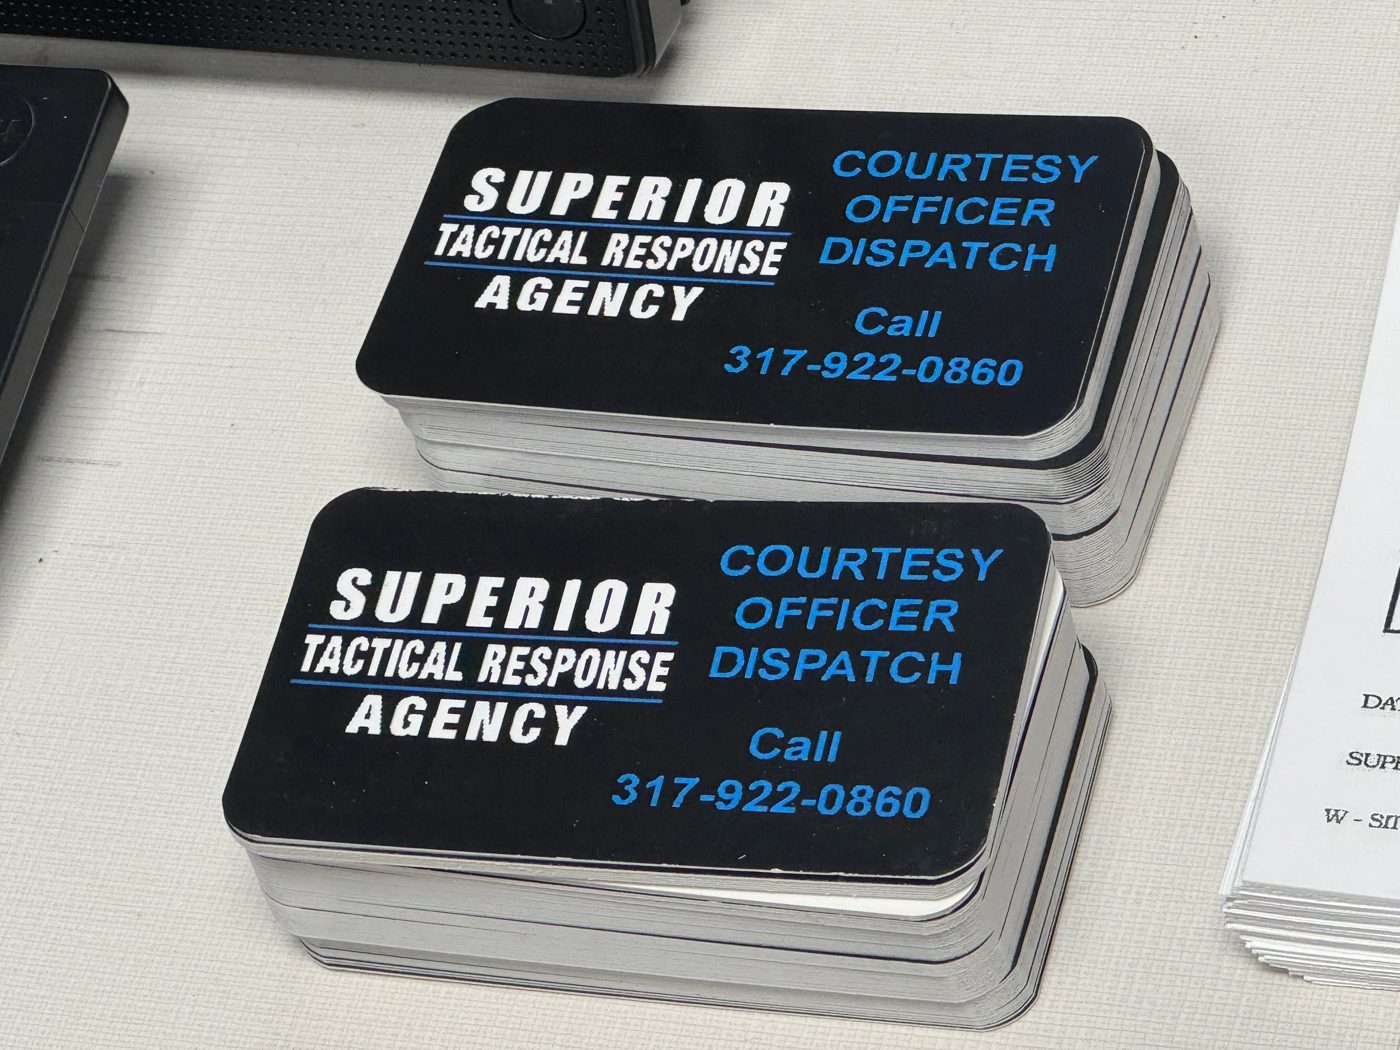 SUPERIOR
TACTICAL RESPONSE
AGENCY
COURTESY
OFFICER
DISPATCH
Call
317-922-0860
SUPERIOR
TACTICAL RESPONSE
AGENCY
COURTESY
OFFICER
DISPATCH
Call
317-922-0860